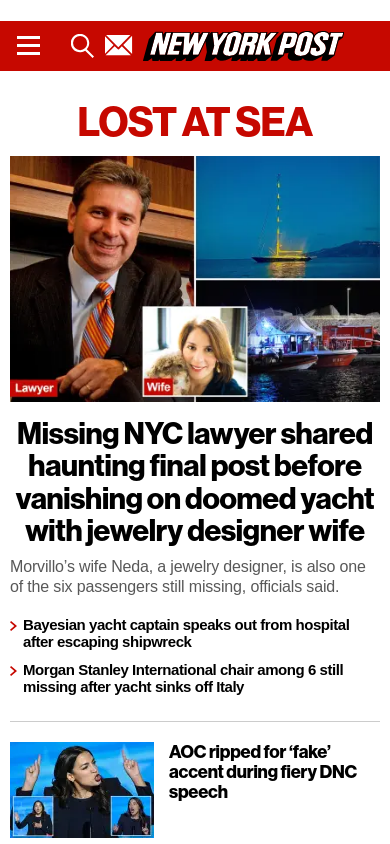 NEW YORK POST
LOST AT SEA
Lawyer
Wife
Missing NYC lawyer shared
haunting final post before
vanishing on doomed yacht
with jewelry designer wife
Morvillo’s wife Neda, a jewelry designer, is also one
of the six passengers still missing, officials said.
Bayesian yacht captain speaks out from hospital
after escaping shipwreck
Morgan Stanley International chair among 6 still
missing after yacht sinks off Italy
AOC ripped for ‘fake’
accent during fiery DNC
speech